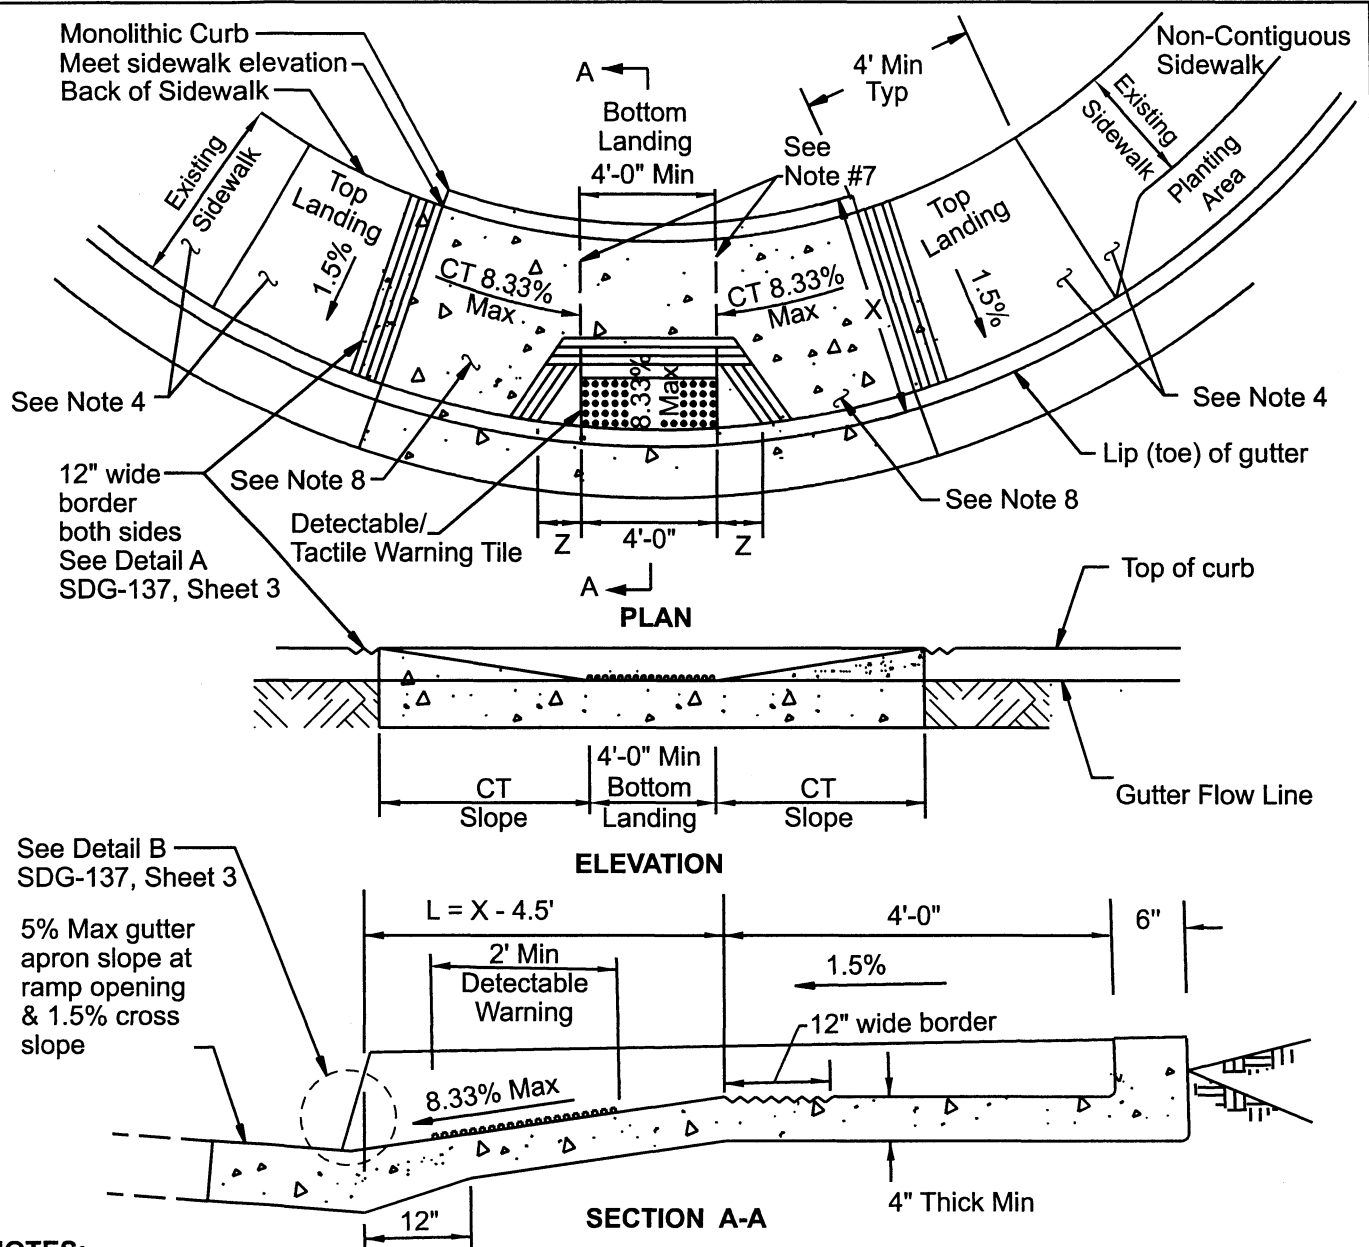 Monolithic Curb
Meet sidewalk elevation
Back of Sidewalk
A
Bottom
Landing
4'-0" Min
4' Min
Typ
See
Note #7
Non-Contiguous
Sidewalk
Existing
Sidewalk
Planting
Area
Existing
Sidewalk
Top
Landing
1.5%
CT 8.33%
Max
CT 8.33%
Max
X
Top
Landing
1.5%
8.33%
Max
See Note 4
See Note 4
Lip (toe) of gutter
12" wide
border
both sides
See Detail A
SDG-137, Sheet 3
See Note 8
See Note 8
Detectable/
Tactile Warning Tile
Z
4'-0"
Z
A
PLAN
Top of curb
4'-0" Min
Bottom
Landing
CT
Slope
CT
Slope
Gutter Flow Line
ELEVATION
See Detail B
SDG-137, Sheet 3
5% Max gutter
apron slope at
ramp opening
& 1.5% cross
slope
L = X - 4.5'
4'-0"
6"
2' Min
Detectable
Warning
1.5%
12" wide border
8.33% Max
4" Thick Min
12"
SECTION A-A
NOTES: